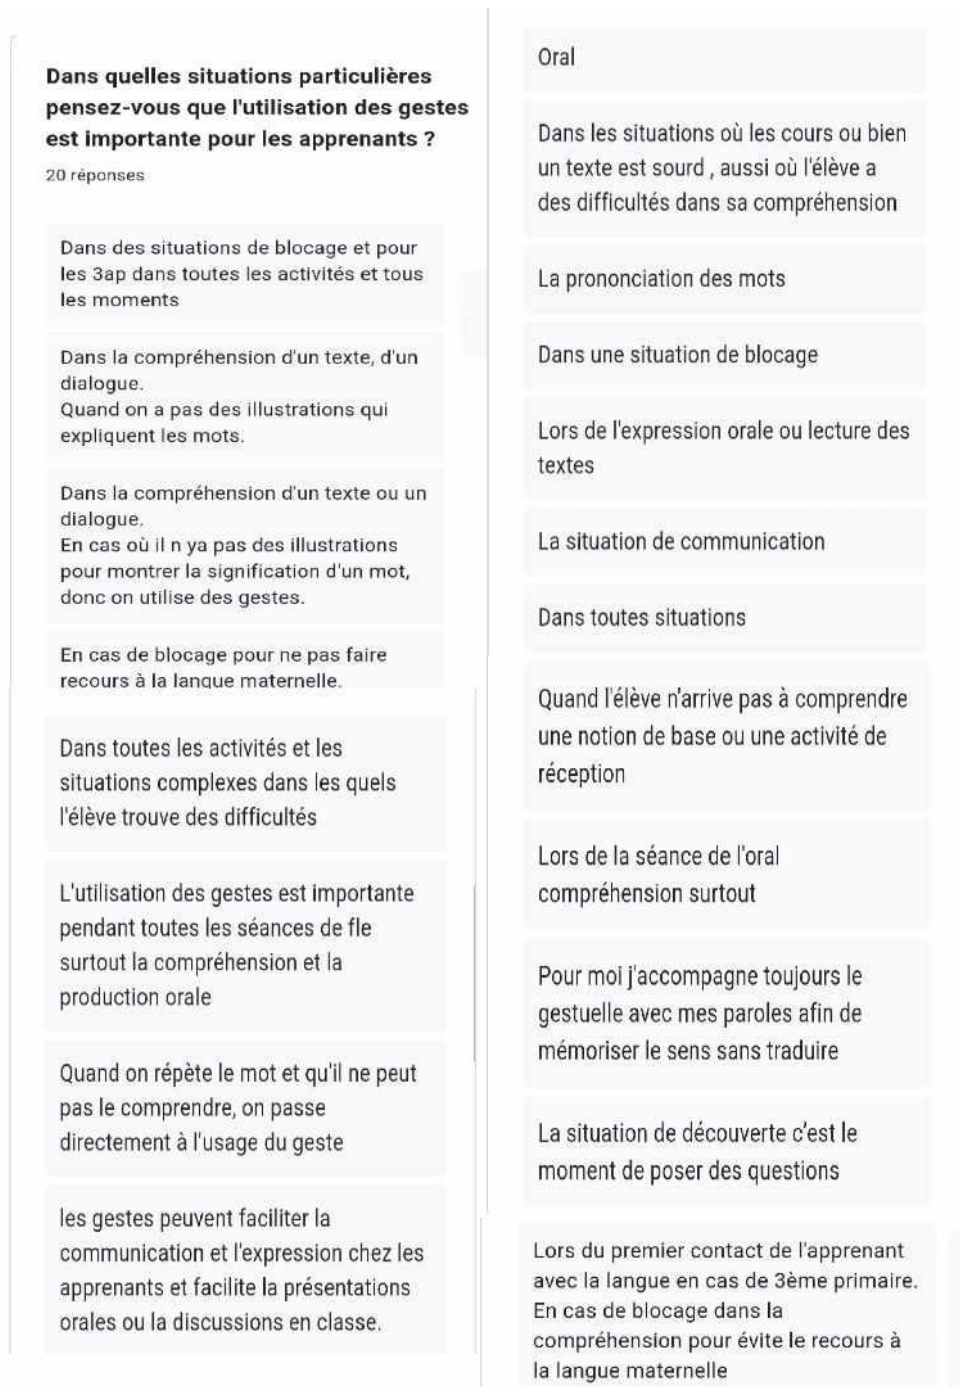 Dans quelles situations particulières
pensez-vous que l'utilisation des gestes
est importante pour les apprenants ?
20 réponses
Dans des situations de blocage et pour
les 3ap dans toutes les activités et tous
les moments
Dans la compréhension d'un texte, d'un
dialogue.
Quand on a pas des illustrations qui
expliquent les mots.
Dans la compréhension d'un texte ou un
dialogue.
En cas où il n ya pas des illustrations
pour montrer la signification d'un mot,
donc on utilise des gestes.
En cas de blocage pour ne pas faire
recours à la langue maternelle.
Dans toutes les activités et les
situations complexes dans les quels
l'élève trouve des difficultés
L'utilisation des gestes est importante
pendant toutes les séances de fle
surtout la compréhension et la
production orale
Quand on répète le mot et qu'il ne peut
pas le comprendre, on passe
directement à l'usage du geste
les gestes peuvent faciliter la
communication et l'expression chez les
apprenants et facilite la présentations
orales ou la discussions en classe.
Oral
Dans les situations où les cours ou bien
un texte est sourd , aussi où l'élève a
des difficultés dans sa compréhension
La prononciation des mots
Dans une situation de blocage
Lors de l'expression orale ou lecture des
textes
La situation de communication
Dans toutes situations
Quand l'élève n'arrive pas à comprendre
une notion de base ou une activité de
réception
Lors de la séance de l'oral
compréhension surtout
Pour moi j'accompagne toujours le
gestuelle avec mes paroles afin de
mémoriser le sens sans traduire
La situation de découverte c'est le
moment de poser des questions
Lors du premier contact de l'apprenant
avec la langue en cas de 3ème primaire.
En cas de blocage dans la
compréhension pour évite le recours à
la langue maternelle